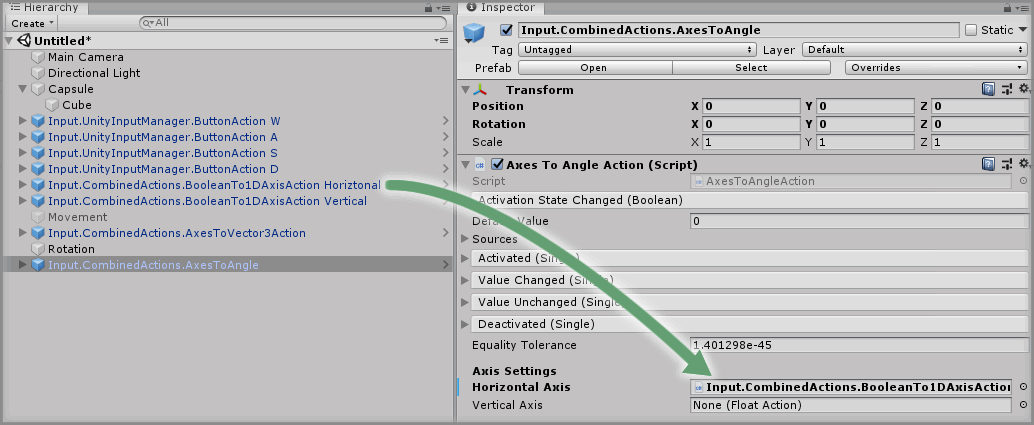 Hierarchy
Create
All
Untitled*
Main Camera
Directional Light
Capsule
Cube
Input.UnityInputManager.ButtonAction W
Input.UnityInputManager.ButtonAction A
Input.UnityInputManager.ButtonAction S
Input.UnityInputManager.ButtonAction D
Input.CombinedActions.BooleanTo1DAxisAction Horiztonal
Input.CombinedActions.BooleanTo1DAxisAction Vertical
Movement
Input.CombinedActions.AxesToVector3Action
Rotation
Input.CombinedActions.AxesToAngle
Inspector
Input.CombinedActions.AxesToAngle Static
Tag Untagged Layer Default
Prefab Open Select Overrides
Transform
Position X 0 Y 0 Z 0
Rotation X 0 Y 0 Z 0
Scale X 1 Y 1 Z 1
Axes To Angle Action (Script)
Script AxesToAngleAction
Activation State Changed (Boolean)
Default Value 0
Sources
Activated (Single)
Value Changed (Single)
Value Unchanged (Single)
Deactivated (Single)
Equality Tolerance 1.401298e-45
Axis Settings
Horizontal Axis Input.CombinedActions.BooleanTo1DAxisAction
Vertical Axis None (Float Action)